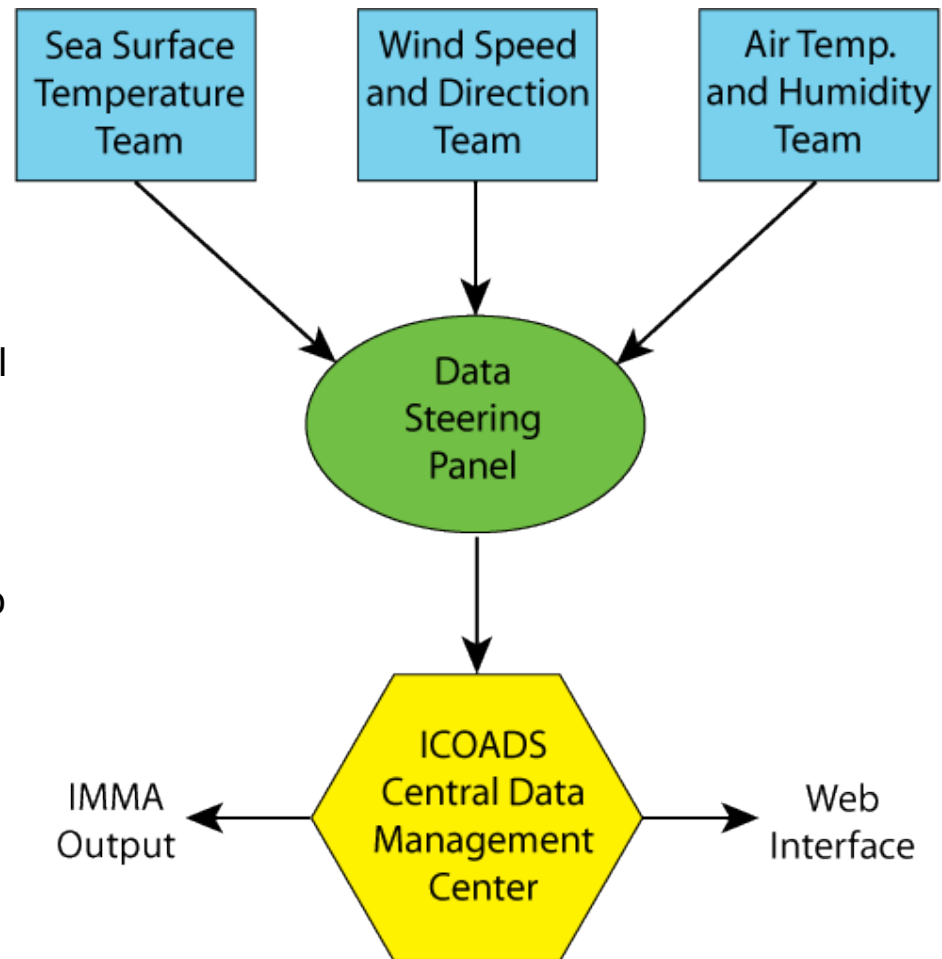 Sea Surface
Temperature
Team
Wind Speed
and Direction
Team
Air Temp.
and Humidity
Team
Data
Steering
Panel
ICOADS
Central Data
Management
Center
IMMA
Output
Web
Interface